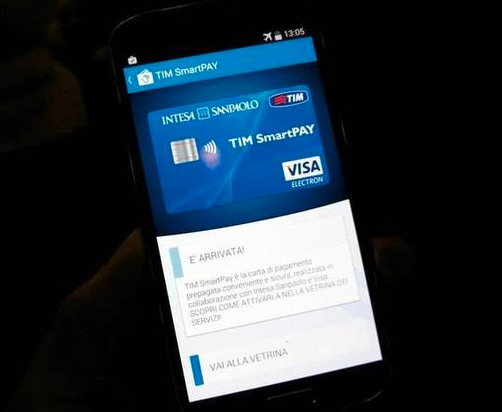 13:05
TIM SmartPAY
INTESA SANPAOLO TIM
TIM SmartPAY
VISA
ELECTRON
E' ARRIVATA!
TIM SmartPay è la carta di pagamento
prepagata conveniente e sicura, realizzata in
collaborazione con Intesa Sanpaolo e Visa.
SCOPRI COME ATTIVARLA NELLA VETRINA DEI
SERVIZI!
VAI ALLA VETRINA